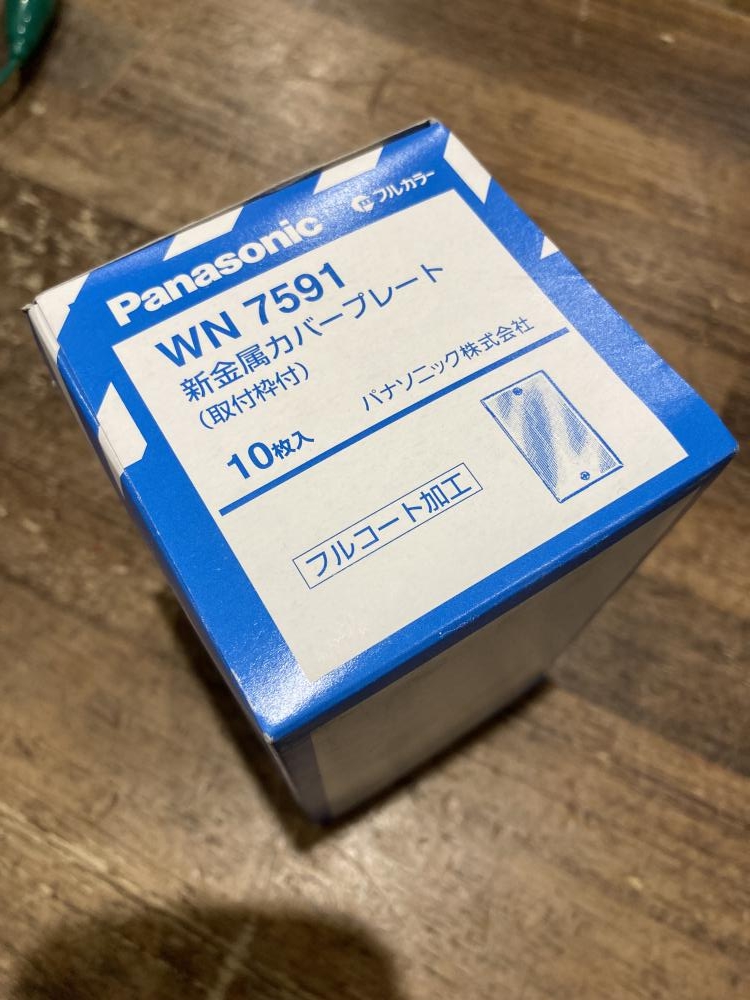 Panasonic
フルカラー
WN 7591
新金属カバープレート
(取付枠付)
10枚入
パナソニック株式会社
フルコート加工